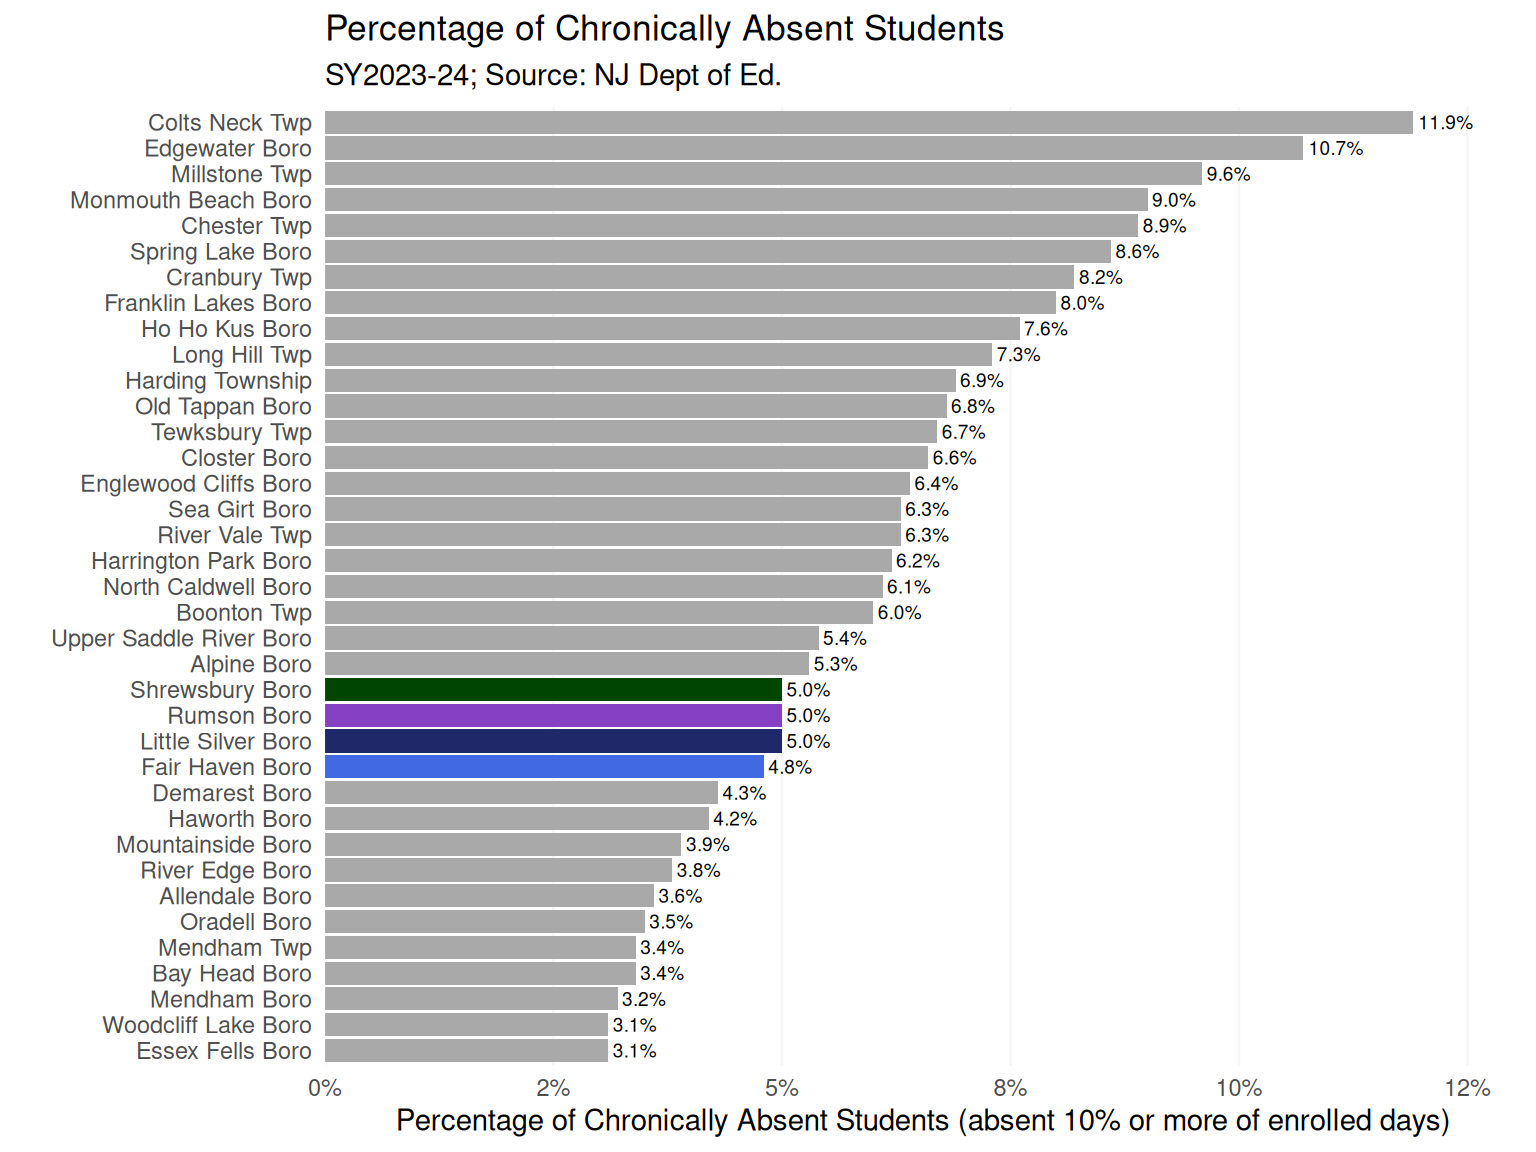 Percentage of Chronically Absent Students
SY2023-24; Source: NJ Dept of Ed.
Colts Neck Twp 11.9%
Edgewater Boro 10.7%
Millstone Twp 9.6%
Monmouth Beach Boro 9.0%
Chester Twp 8.9%
Spring Lake Boro 8.6%
Cranbury Twp 8.2%
Franklin Lakes Boro 8.0%
Ho Ho Kus Boro 7.6%
Long Hill Twp 7.3%
Harding Township 6.9%
Old Tappan Boro 6.8%
Tewksbury Twp 6.7%
Closter Boro 6.6%
Englewood Cliffs Boro 6.4%
Sea Girt Boro 6.3%
River Vale Twp 6.3%
Harrington Park Boro 6.2%
North Caldwell Boro 6.1%
Boonton Twp 6.0%
Upper Saddle River Boro 5.4%
Alpine Boro 5.3%
Shrewsbury Boro 5.0%
Rumson Boro 5.0%
Little Silver Boro 5.0%
Fair Haven Boro 4.8%
Demarest Boro 4.3%
Haworth Boro 4.2%
Mountainside Boro 3.9%
River Edge Boro 3.8%
Allendale Boro 3.6%
Oradell Boro 3.5%
Mendham Twp 3.4%
Bay Head Boro 3.4%
Mendham Boro 3.2%
Woodcliff Lake Boro 3.1%
Essex Fells Boro 3.1%
0% 2% 5% 8% 10% 12%
Percentage of Chronically Absent Students (absent 10% or more of enrolled days)